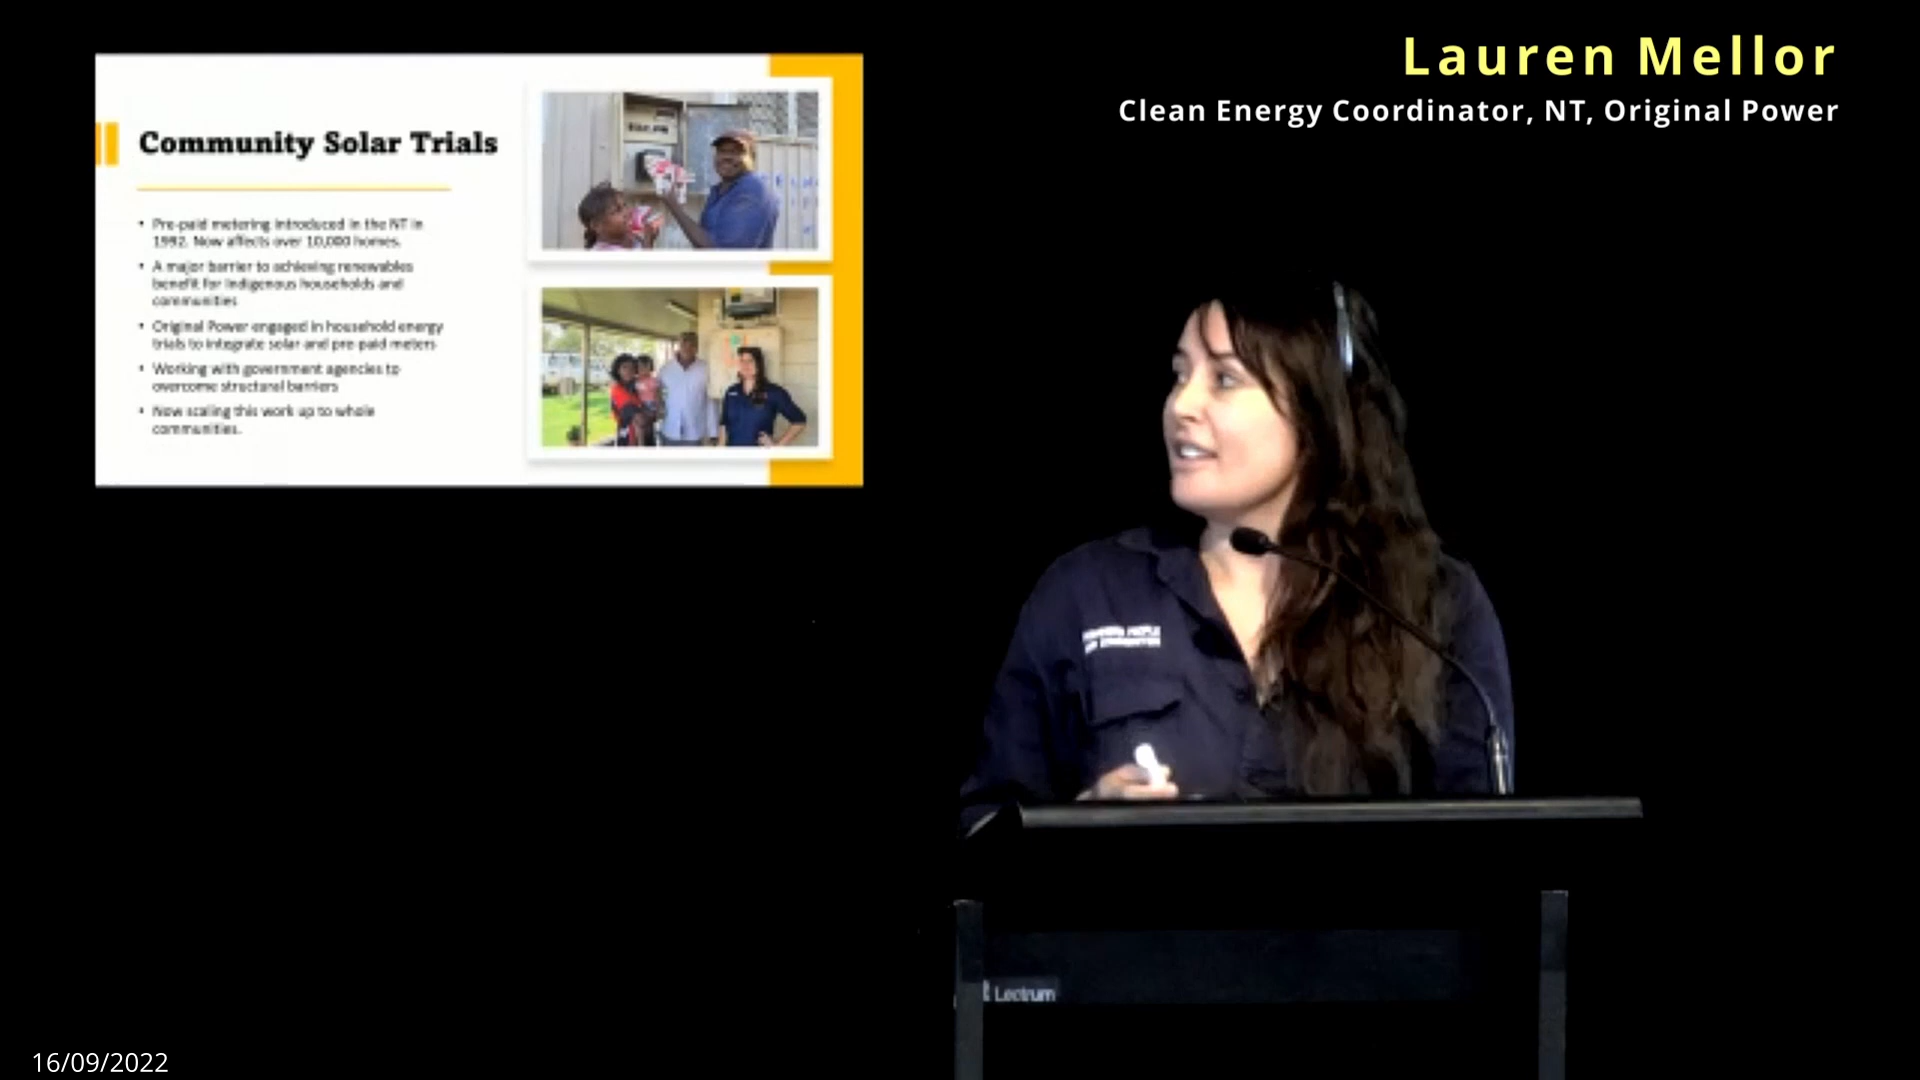 Lauren Mellor
Clean Energy Coordinator, NT, Original Power
Community Solar Trials
• Pre-paid metering introduced in the NT in
1992. Now affects over 10,000 homes.
• A major barrier to achieving renewables
benefit for Indigenous households and
communities
• Original Power engaged in household energy
trials to integrate solar and pre-paid meters
• Working with government agencies to
overcome structural barriers
• Now scaling this work up to whole
communities.
Lectrum
16/09/2022